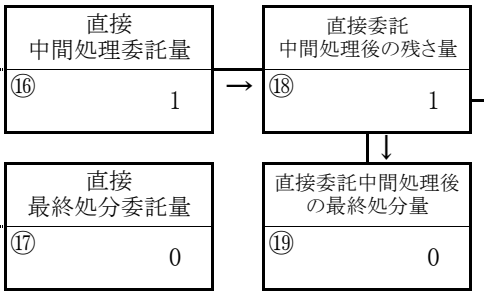 直接
中間処理委託量
⑯ 1
→
直接委託
中間処理後の残さ量
⑱ 1
↓
直接
最終処分委託量
⑰ 0
直接委託中間処理後
の最終処分量
⑲ 0